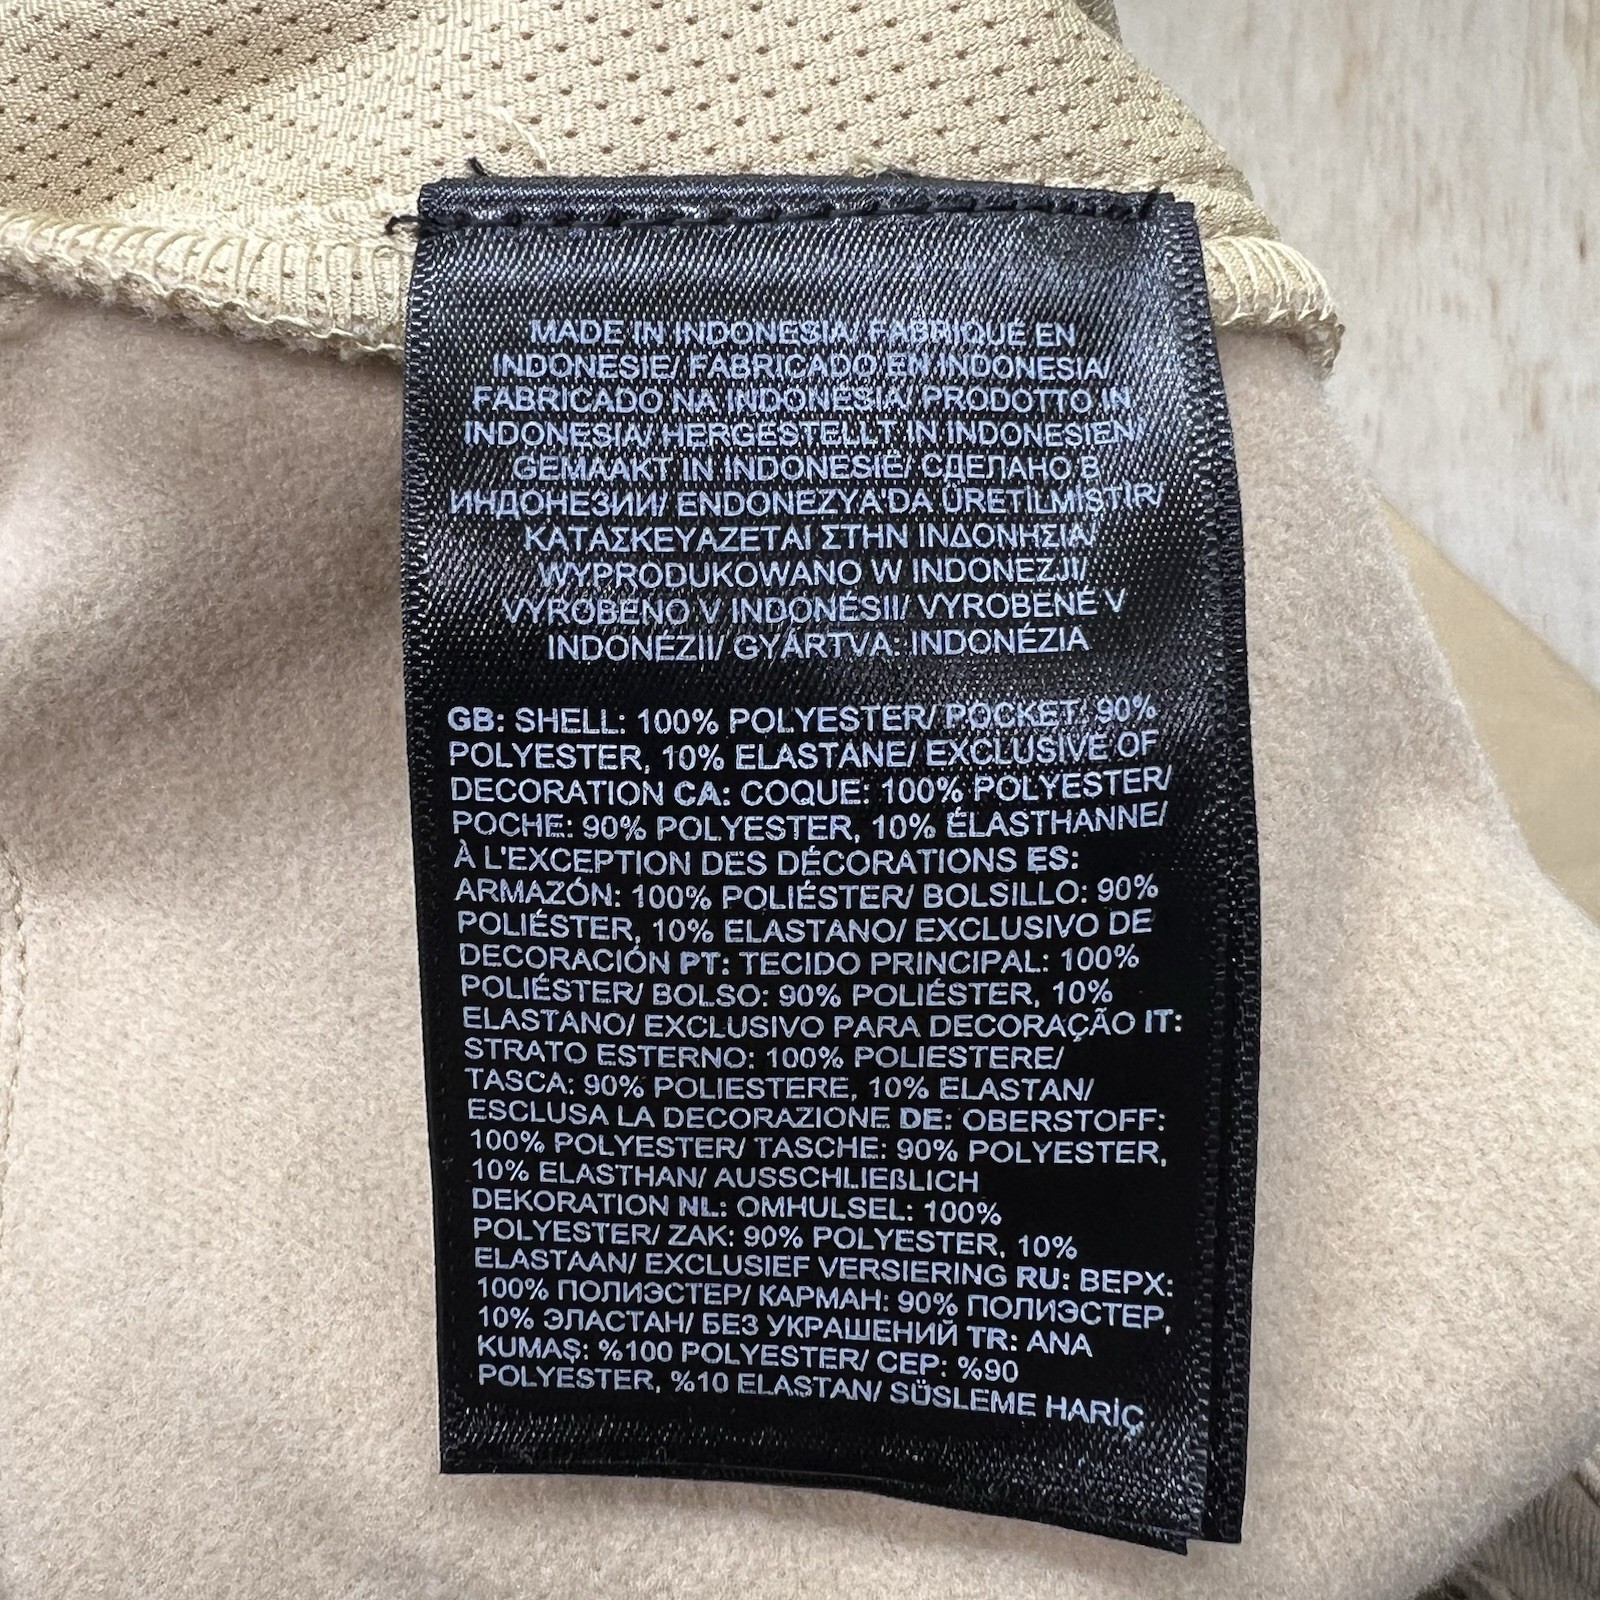 MADE IN INDONESIA/ FABRIQUÉ EN
INDONESIE/ FABRICADO EN INDONESIA/
FABRICADO NA INDONÉSIA/ PRODOTTO IN
INDONESIA/ HERGESTELLT IN INDONESIEN/
GEMAAKT IN INDONESIE/ СДЕЛАНО В
ИНДОНЕЗИИ/ ENDONEZYA'DA ÜRETİLMİŞTİR/
ΚΑΤΑΣΚΕΥΑΖΕΤΑΙ ΣΤΗΝ ΙΝΔΟΝΗΣΙΑ/
WYPRODUKOWANO W INDONEZJI/
VYROBENO V INDONÉSII/ VYROBENÉ V
INDONÉZII/ GYÁRTVA: INDONÉZIA
GB: SHELL: 100% POLYESTER/ POCKET: 90%
POLYESTER, 10% ELASTANE/ EXCLUSIVE OF
DECORATION CA: COQUE: 100% POLYESTER/
POCHE: 90% POLYESTER, 10% ÉLASTHANNE/
À L'EXCEPTION DES DÉCORATIONS ES:
ARMAZÓN: 100% POLIÉSTER/ BOLSILLO: 90%
POLIÉSTER, 10% ELASTANO/ EXCLUSIVO DE
DECORACIÓN PT: TECIDO PRINCIPAL: 100%
POLIÉSTER/ BOLSO: 90% POLIÉSTER, 10%
ELASTANO/ EXCLUSIVO PARA DECORAÇÃO IT:
STRATO ESTERNO: 100% POLIESTERE/
TASCA: 90% POLIESTERE, 10% ELASTAN/
ESCLUSA LA DECORAZIONE DE: OBERSTOFF:
100% POLYESTER/ TASCHE: 90% POLYESTER,
10% ELASTHAN/ AUSSCHLIEßLICH
DEKORATION NL: OMHULSEL: 100%
POLYESTER/ ZAK: 90% POLYESTER, 10%
ELASTAAN/ EXCLUSIEF VERSIERING RU: ВЕРХ:
100% ПОЛИЭСТЕР/ КАРМАН: 90% ПОЛИЭСТЕР,
10% ЭЛАСТАН/ БЕЗ УКРАШЕНИЙ TR: ANA
KUMAŞ: %100 POLYESTER/ CEP: %90
POLYESTER, %10 ELASTAN/ SÜSLEME HARİÇ